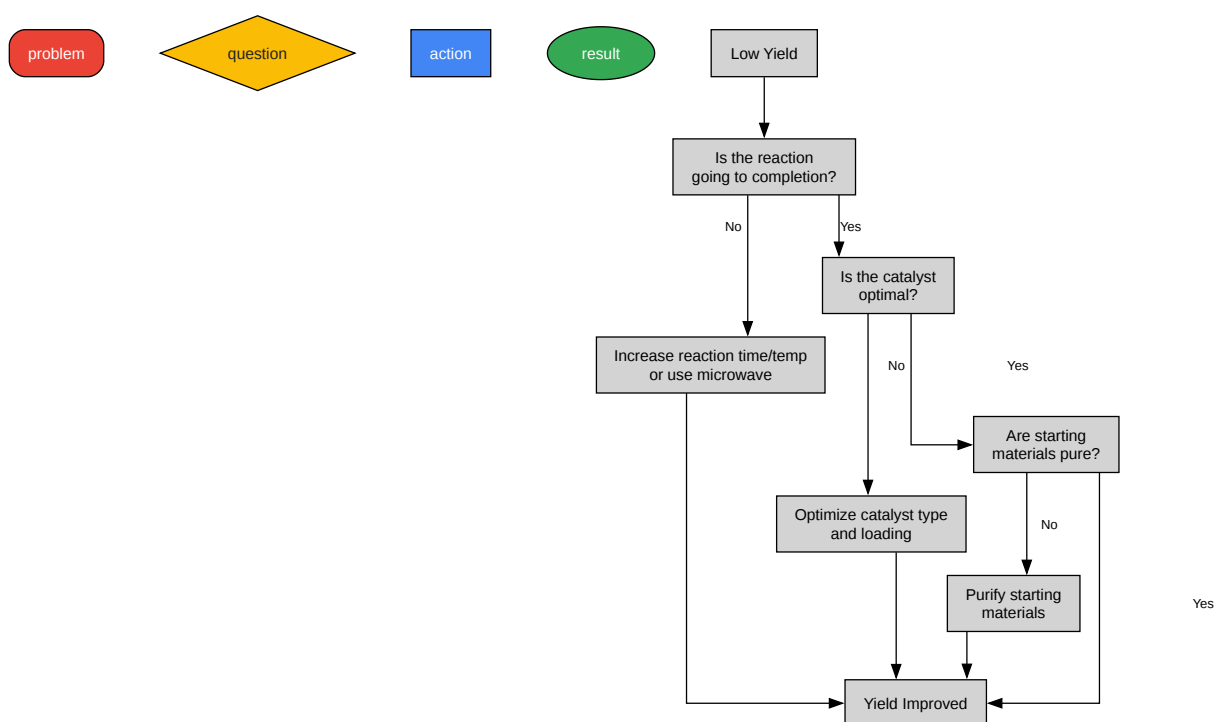 problem
question
action
result
Low Yield
Is the reaction
going to completion?
No
Yes
Is the catalyst
optimal?
Increase reaction time/temp
or use microwave
No
Yes
Are starting
materials pure?
Optimize catalyst type
and loading
No
Purify starting
materials
Yes
Yield Improved